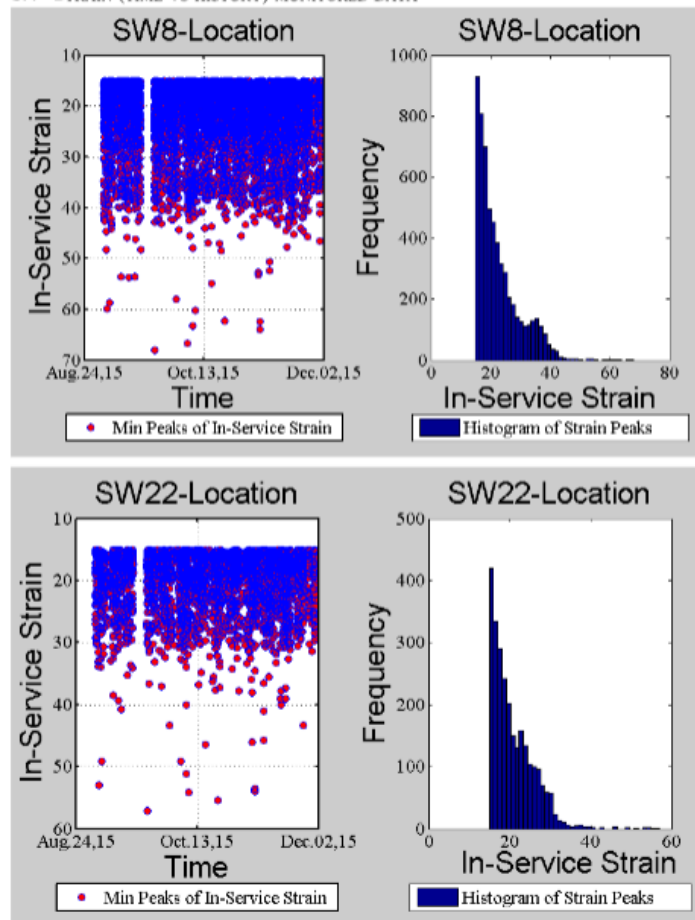 SW8-Location
SW8-Location
10
20
30
40
50
60
70
In-Service Strain
Aug.24,15
Oct.13,15
Dec.02,15
Time
Min Peaks of In-Service Strain
1000
800
600
400
200
0
Frequency
0
20
40
60
80
In-Service Strain
Histogram of Strain Peaks
SW22-Location
SW22-Location
10
20
30
40
50
60
In-Service Strain
Aug.24,15
Oct.13,15
Dec.02,15
Time
Min Peaks of In-Service Strain
500
400
300
200
100
0
Frequency
0
20
40
60
In-Service Strain
Histogram of Strain Peaks